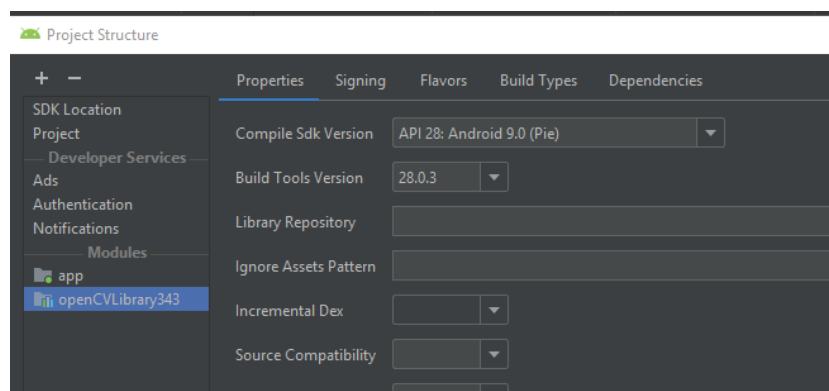 Project Structure
+ −
Properties Signing Flavors Build Types Dependencies
SDK Location
Project
Developer Services
Ads
Authentication
Notifications
Modules
app
openCVLibrary343
Compile Sdk Version API 28: Android 9.0 (Pie)
Build Tools Version 28.0.3
Library Repository
Ignore Assets Pattern
Incremental Dex
Source Compatibility